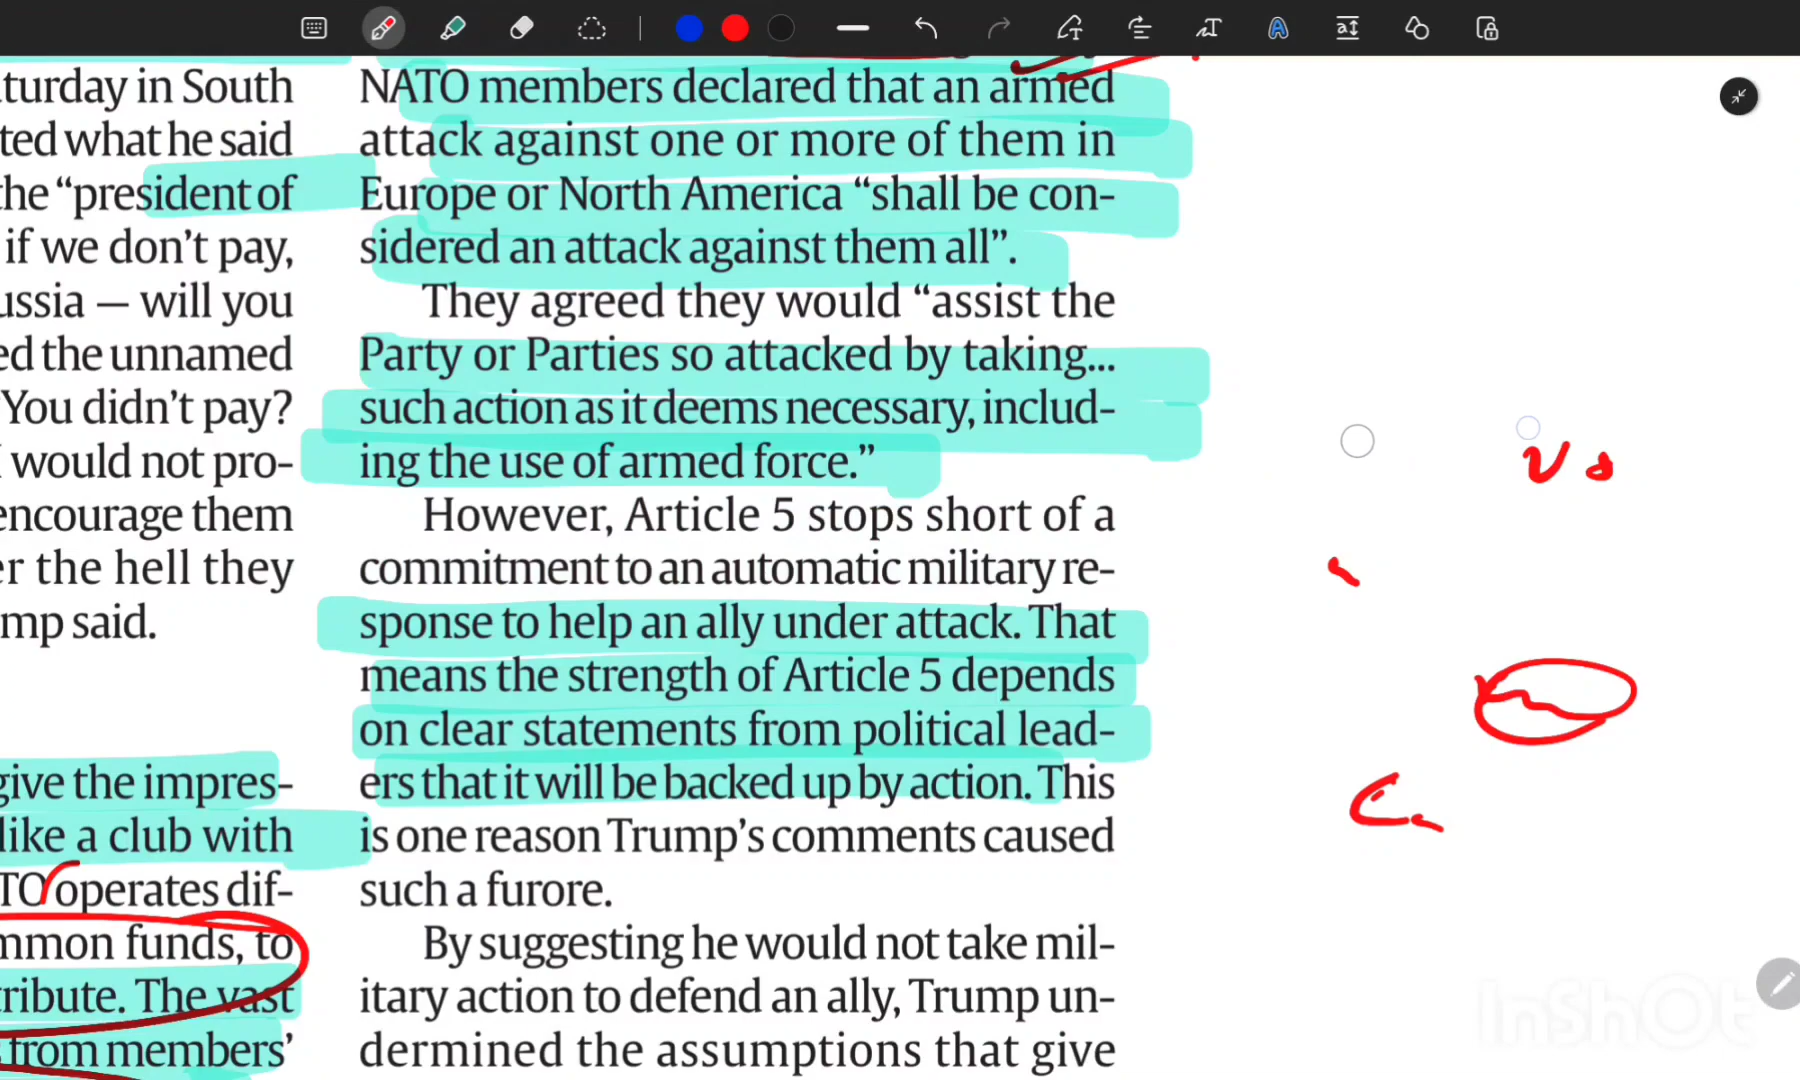 aturday in South
ted what he said
the “president of
if we don’t pay,
ussia — will you
ed the unnamed
You didn’t pay?
would not pro-
encourage them
er the hell they
mp said.
give the impres-
like a club with
TO operates dif-
mmon funds, to
tribute. The vast
from members’
NATO members declared that an armed
attack against one or more of them in
Europe or North America “shall be con-
sidered an attack against them all”.
They agreed they would “assist the
Party or Parties so attacked by taking...
such action as it deems necessary, includ-
ing the use of armed force.”
However, Article 5 stops short of a
commitment to an automatic military re-
sponse to help an ally under attack. That
means the strength of Article 5 depends
on clear statements from political lead-
ers that it will be backed up by action. This
is one reason Trump’s comments caused
such a furore.
By suggesting he would not take mil-
itary action to defend an ally, Trump un-
dermined the assumptions that give
Vs
InShOt